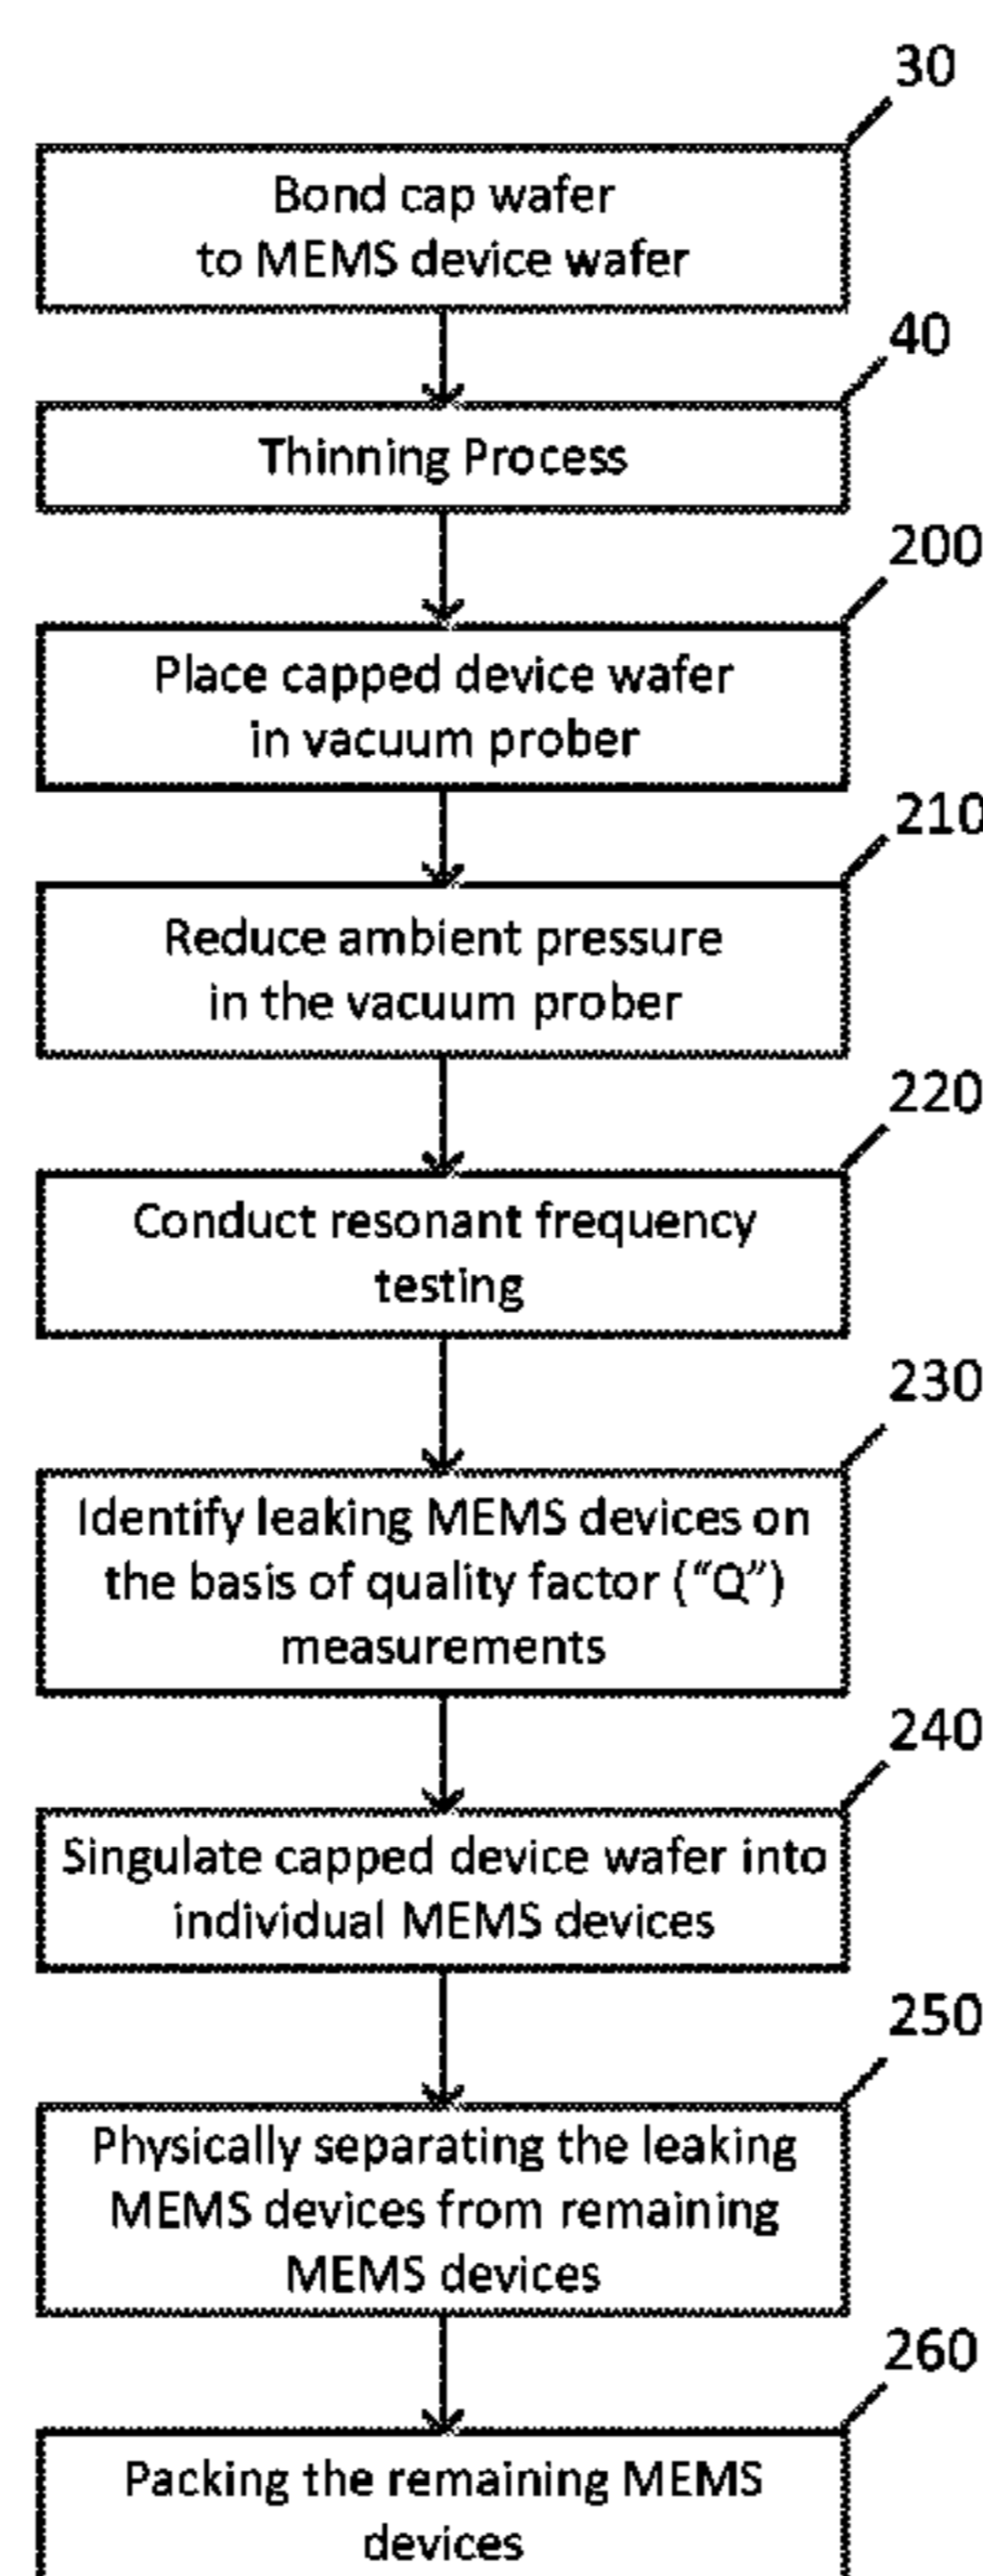 30
Bond cap wafer
to MEMS device wafer
40
Thinning Process
200
Place capped device wafer
in vacuum prober
210
Reduce ambient pressure
in the vacuum prober
220
Conduct resonant frequency
testing
230
Identify leaking MEMS devices on
the basis of quality factor (“Q”)
measurements
240
Singulate capped device wafer into
individual MEMS devices
250
Physically separating the leaking
MEMS devices from remaining
MEMS devices
260
Packing the remaining MEMS
devices